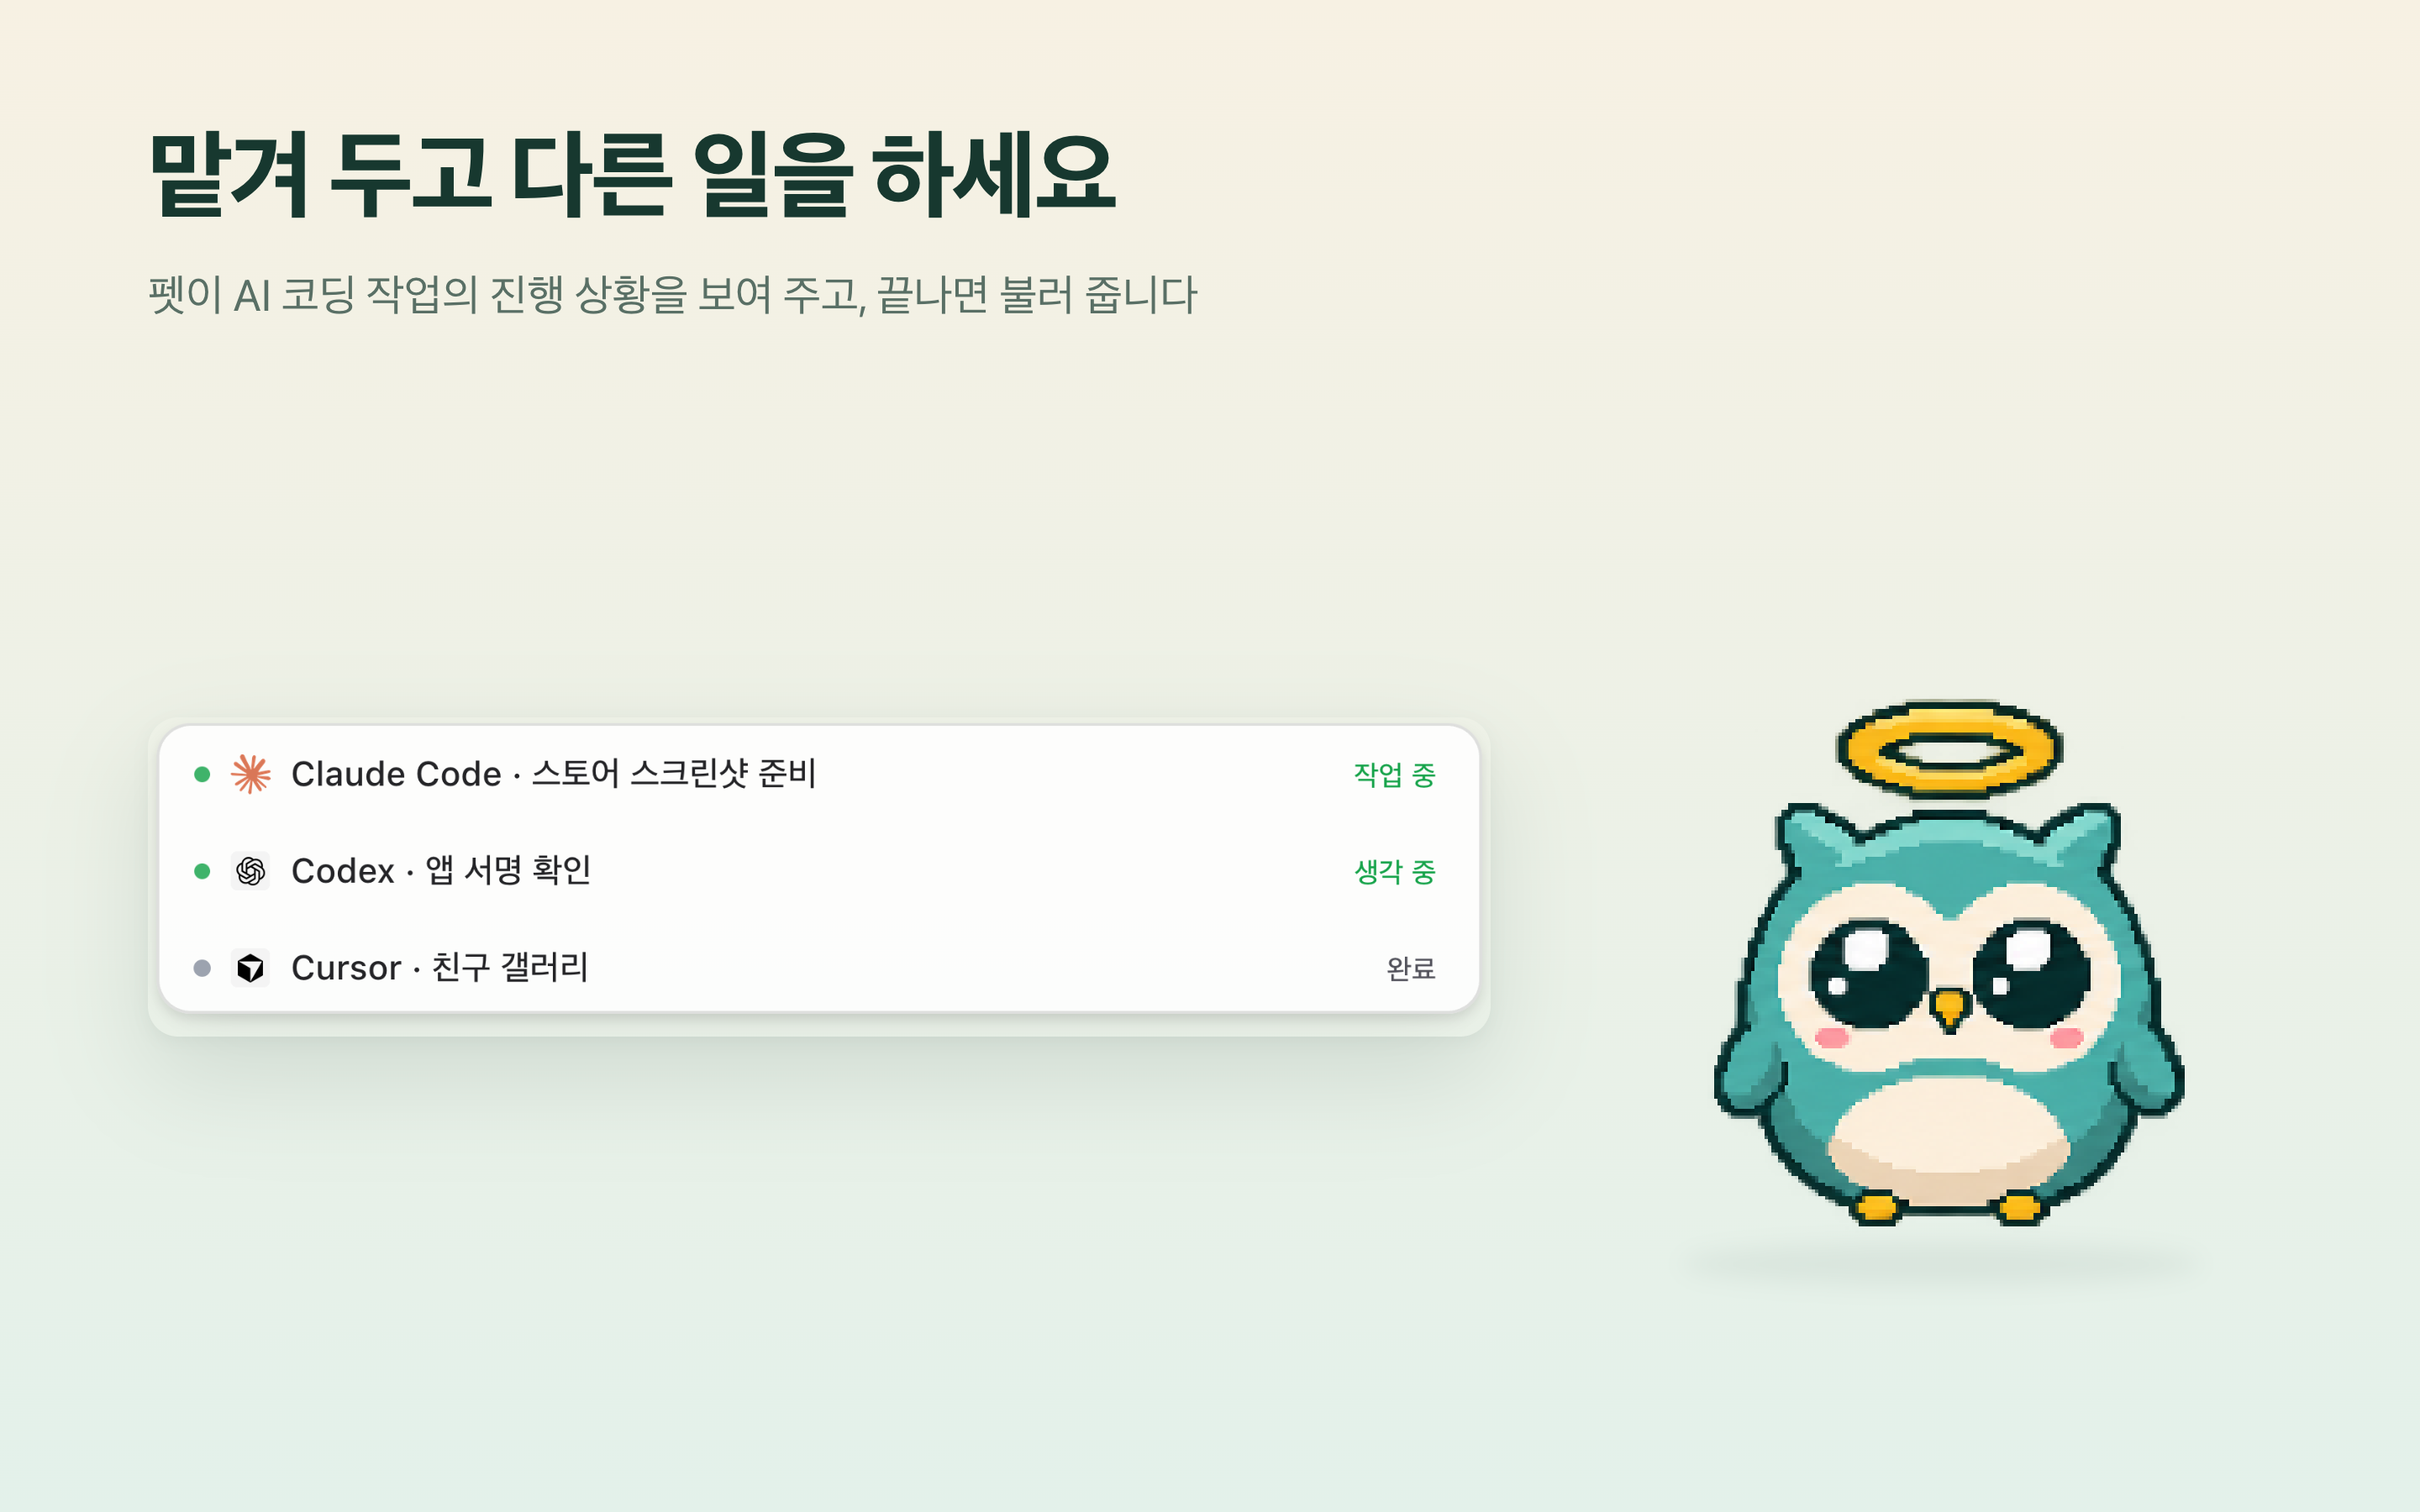 맡겨 두고 다른 일을 하세요
펫이 AI 코딩 작업의 진행 상황을 보여 주고, 끝나면 불러 줍니다
Claude Code · 스토어 스크린샷 준비 작업 중
Codex · 앱 서명 확인 생각 중
Cursor · 친구 갤러리 완료